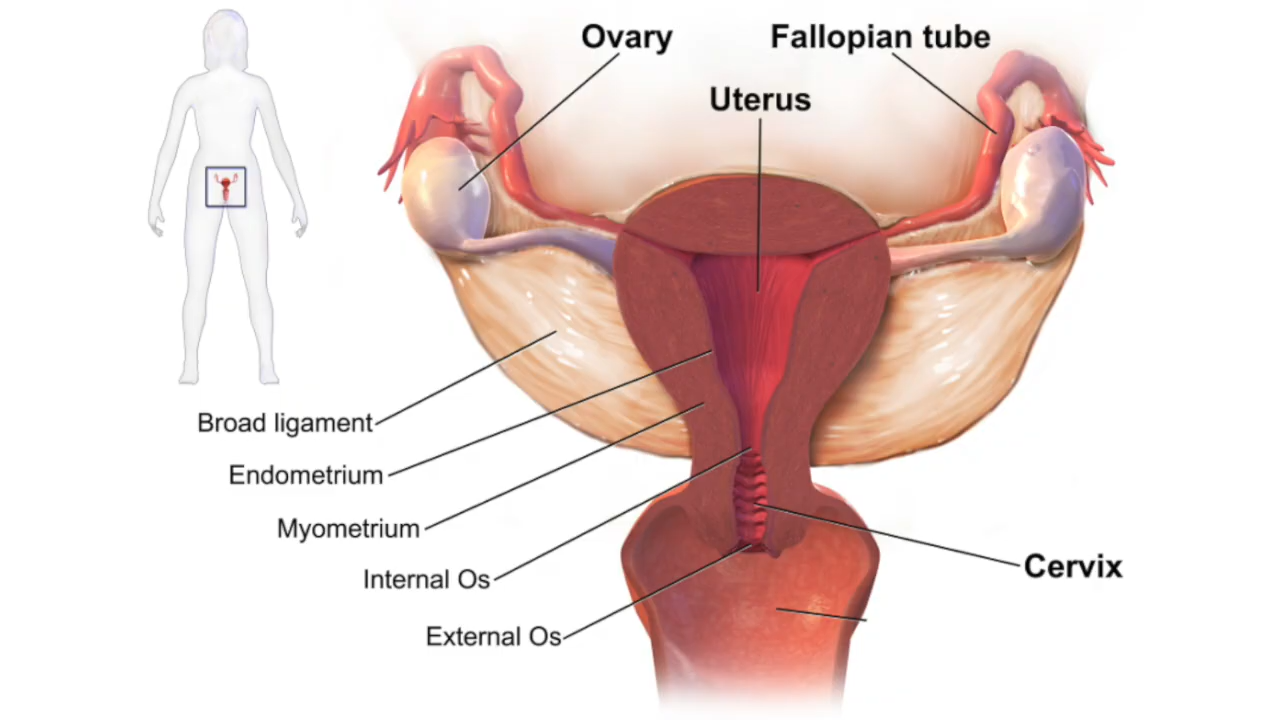 Ovary
Fallopian tube
Uterus
Broad ligament
Endometrium
Myometrium
Internal Os
Cervix
External Os